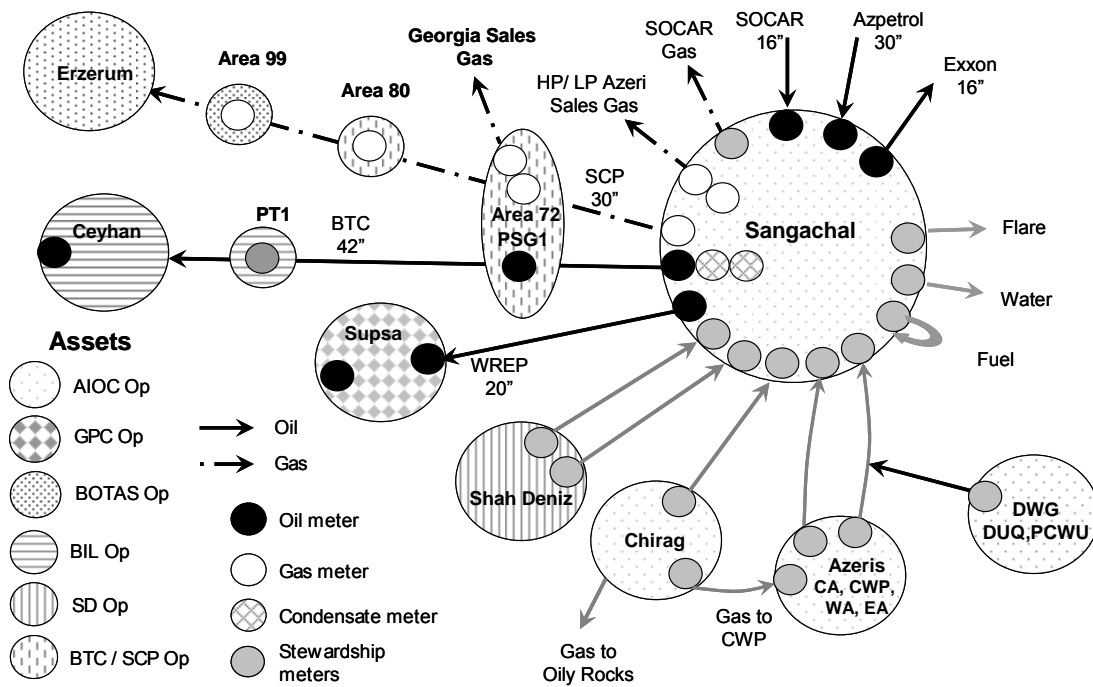 Georgia Sales
Gas
SOCAR
Gas
SOCAR
16”
Azpetrol
30”
Exxon
16”
HP/ LP Azeri
Sales Gas
Area 99
Area 80
Erzerum
SCP
30”
Area 72
PSG1
Sangachal
Flare
Water
Fuel
PT1
BTC
42”
Ceyhan
Supsa
WREP
20”
Assets
AIOC Op
GPC Op
BOTAS Op
BIL Op
SD Op
BTC / SCP Op
Oil
Gas
Oil meter
Gas meter
Condensate meter
Stewardship
meters
Shah Deniz
Chirag
Gas to
Oily Rocks
Gas to
CWP
Azeris
CA, CWP,
WA, EA
DWG
DUQ,PCWU